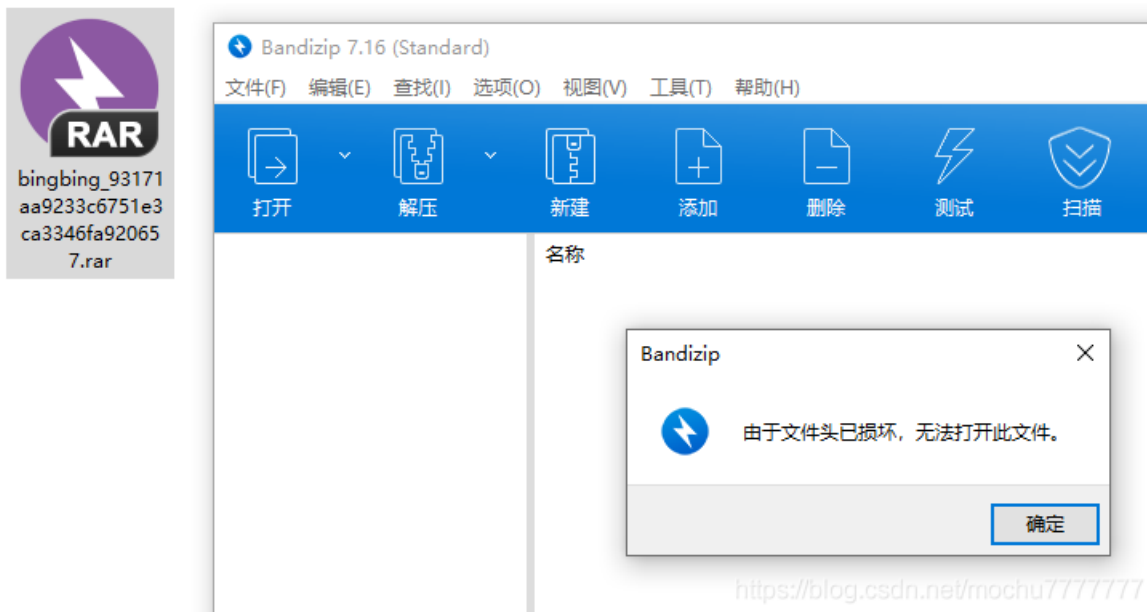 RAR
bingbing_93171
aa9233c6751e3
ca3346fa92065
7.rar
Bandizip 7.16 (Standard)
文件(F) 编辑(E) 查找(I) 选项(O) 视图(V) 工具(T) 帮助(H)
打开 解压 新建 添加 删除 测试 扫描
名称
Bandizip
由于文件头已损坏，无法打开此文件。
确定
https://blog.csdn.net/mochu7777777